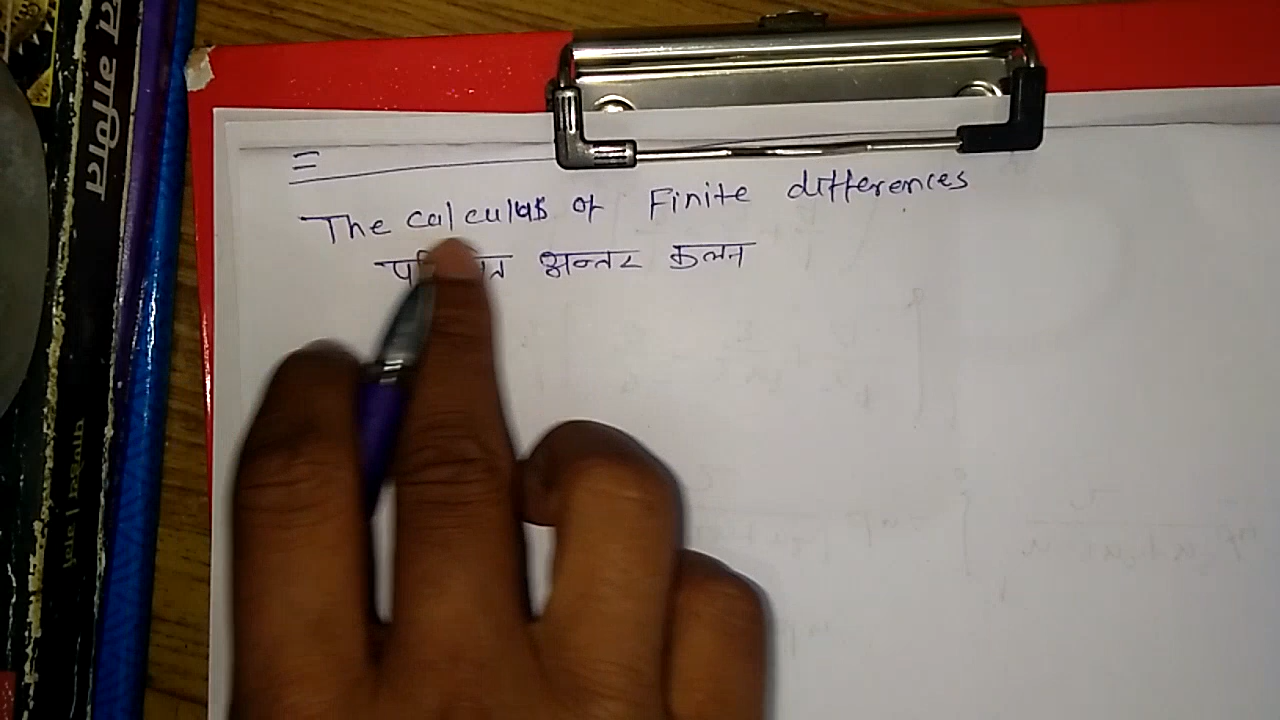 The calculus of Finite differences
अन्तर कलन